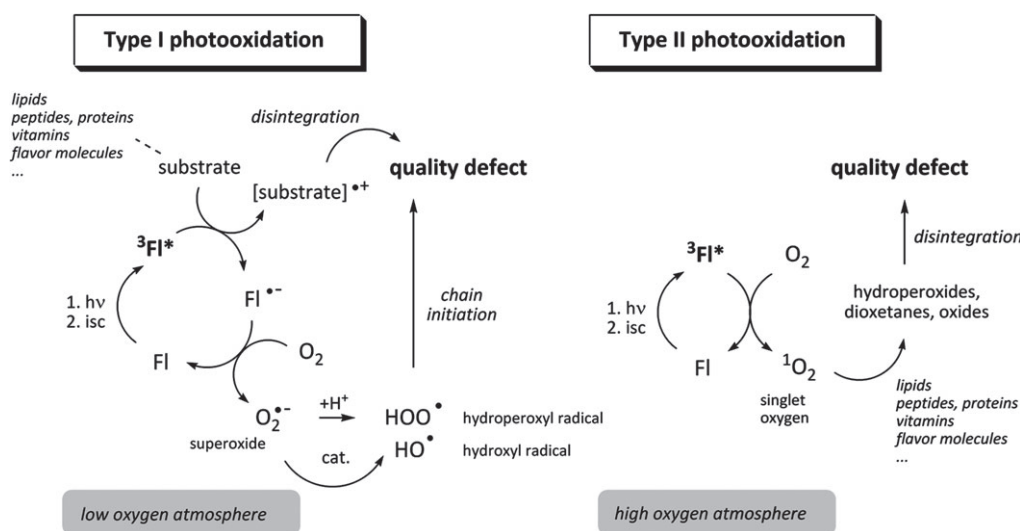 Type I photooxidation
lipids
peptides, proteins
vitamins
flavor molecules
...
disintegration
substrate
[substrate]•+
quality defect
³Fl*
Fl•−
1. hν
2. isc
chain
initiation
Fl
O₂
O₂•−
superoxide
+H⁺
cat.
HOO•
hydroperoxyl radical
HO•
hydroxyl radical
low oxygen atmosphere
Type II photooxidation
quality defect
disintegration
³Fl*
O₂
hydroperoxides,
dioxetanes, oxides
1. hν
2. isc
Fl
¹O₂
singlet
oxygen
lipids
peptides, proteins
vitamins
flavor molecules
...
high oxygen atmosphere